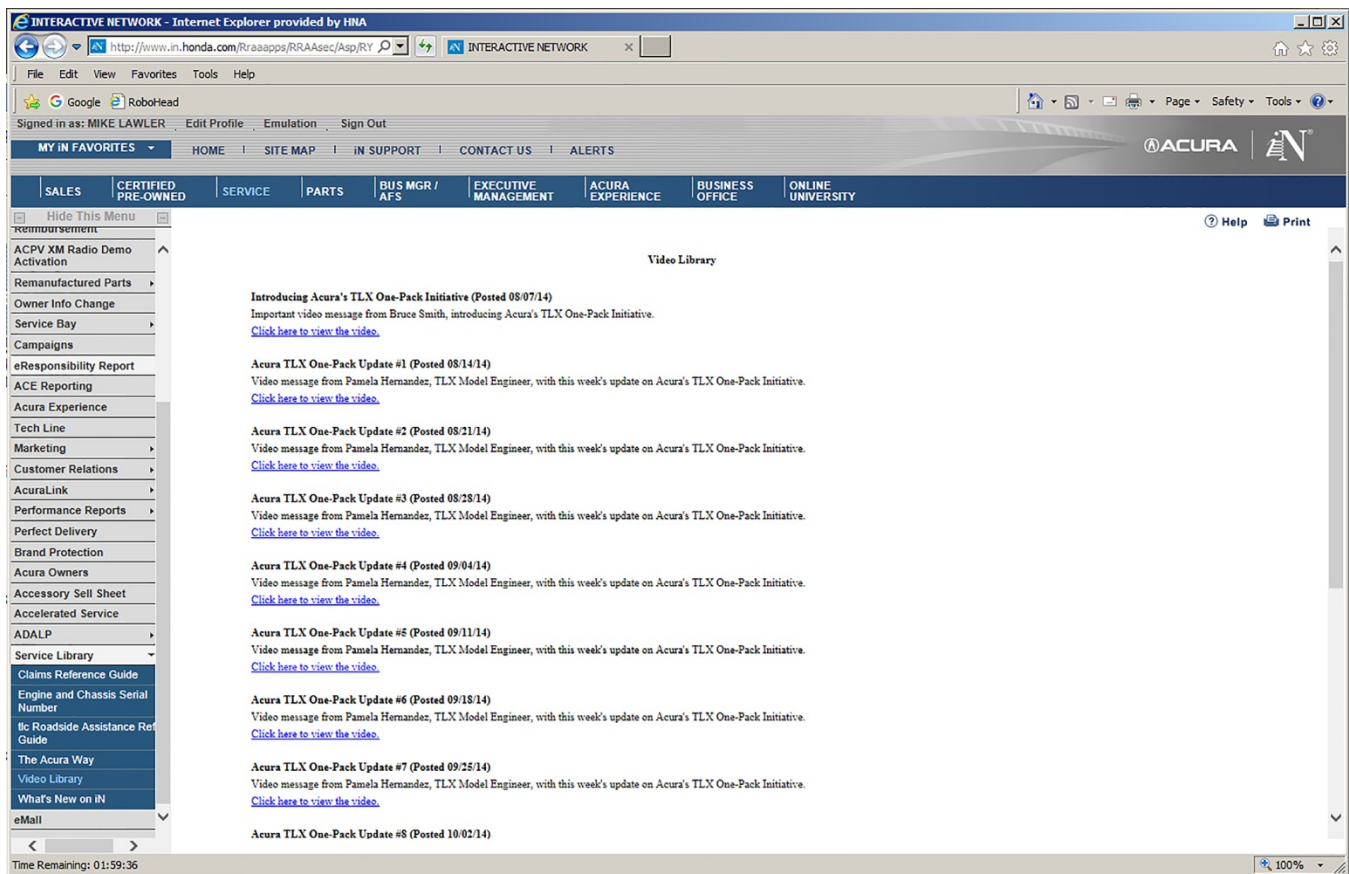 INTERACTIVE NETWORK - Internet Explorer provided by HNA
http://www.in.honda.com/Rraaapps/RRAAsec/Asp/RY
INTERACTIVE NETWORK
File Edit View Favorites Tools Help
Google RoboHead
Page Safety Tools
Signed in as: MIKE LAWLER Edit Profile Emulation Sign Out
MY iN FAVORITES HOME | SITE MAP | iN SUPPORT | CONTACT US | ALERTS
ACURA iN
SALES CERTIFIED PRE-OWNED SERVICE PARTS BUS MGR / AFS EXECUTIVE MANAGEMENT ACURA EXPERIENCE BUSINESS OFFICE ONLINE UNIVERSITY
Hide This Menu
Help Print
Reimbursement
ACPV XM Radio Demo
Activation
Remanufactured Parts
Owner Info Change
Service Bay
Campaigns
eResponsibility Report
ACE Reporting
Acura Experience
Tech Line
Marketing
Customer Relations
AcuraLink
Performance Reports
Perfect Delivery
Brand Protection
Acura Owners
Accessory Sell Sheet
Accelerated Service
ADALP
Service Library
Claims Reference Guide
Engine and Chassis Serial
Number
tlc Roadside Assistance Ref
Guide
The Acura Way
Video Library
What's New on iN
eMall
Video Library
Introducing Acura's TLX One-Pack Initiative (Posted 08/07/14)
Important video message from Bruce Smith, introducing Acura's TLX One-Pack Initiative.
Click here to view the video.
Acura TLX One-Pack Update #1 (Posted 08/14/14)
Video message from Pamela Hernandez, TLX Model Engineer, with this week's update on Acura's TLX One-Pack Initiative.
Click here to view the video.
Acura TLX One-Pack Update #2 (Posted 08/21/14)
Video message from Pamela Hernandez, TLX Model Engineer, with this week's update on Acura's TLX One-Pack Initiative.
Click here to view the video.
Acura TLX One-Pack Update #3 (Posted 08/28/14)
Video message from Pamela Hernandez, TLX Model Engineer, with this week's update on Acura's TLX One-Pack Initiative.
Click here to view the video.
Acura TLX One-Pack Update #4 (Posted 09/04/14)
Video message from Pamela Hernandez, TLX Model Engineer, with this week's update on Acura's TLX One-Pack Initiative.
Click here to view the video.
Acura TLX One-Pack Update #5 (Posted 09/11/14)
Video message from Pamela Hernandez, TLX Model Engineer, with this week's update on Acura's TLX One-Pack Initiative.
Click here to view the video.
Acura TLX One-Pack Update #6 (Posted 09/18/14)
Video message from Pamela Hernandez, TLX Model Engineer, with this week's update on Acura's TLX One-Pack Initiative.
Click here to view the video.
Acura TLX One-Pack Update #7 (Posted 09/25/14)
Video message from Pamela Hernandez, TLX Model Engineer, with this week's update on Acura's TLX One-Pack Initiative.
Click here to view the video.
Acura TLX One-Pack Update #8 (Posted 10/02/14)
Time Remaining: 01:59:36
100%